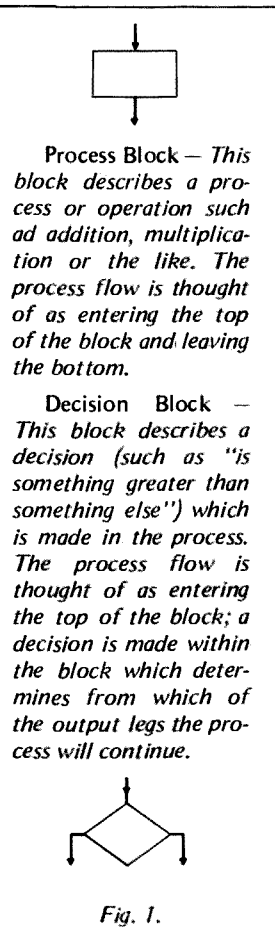 Process Block — This
block describes a pro-
cess or operation such
ad addition, multiplica-
tion or the like. The
process flow is thought
of as entering the top
of the block and leaving
the bottom.
Decision Block —
This block describes a
decision (such as "is
something greater than
something else") which
is made in the process.
The process flow is
thought of as entering
the top of the block; a
decision is made within
the block which deter-
mines from which of
the output legs the pro-
cess will continue.
Fig. 1.